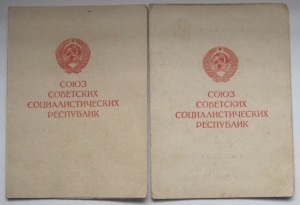 СОЮЗ
СОВЕТСКИХ
СОЦИАЛИСТИЧЕСКИХ
РЕСПУБЛИК
СОЮЗ
СОВЕТСКИХ
СОЦИАЛИСТИЧЕСКИХ
РЕСПУБЛИК